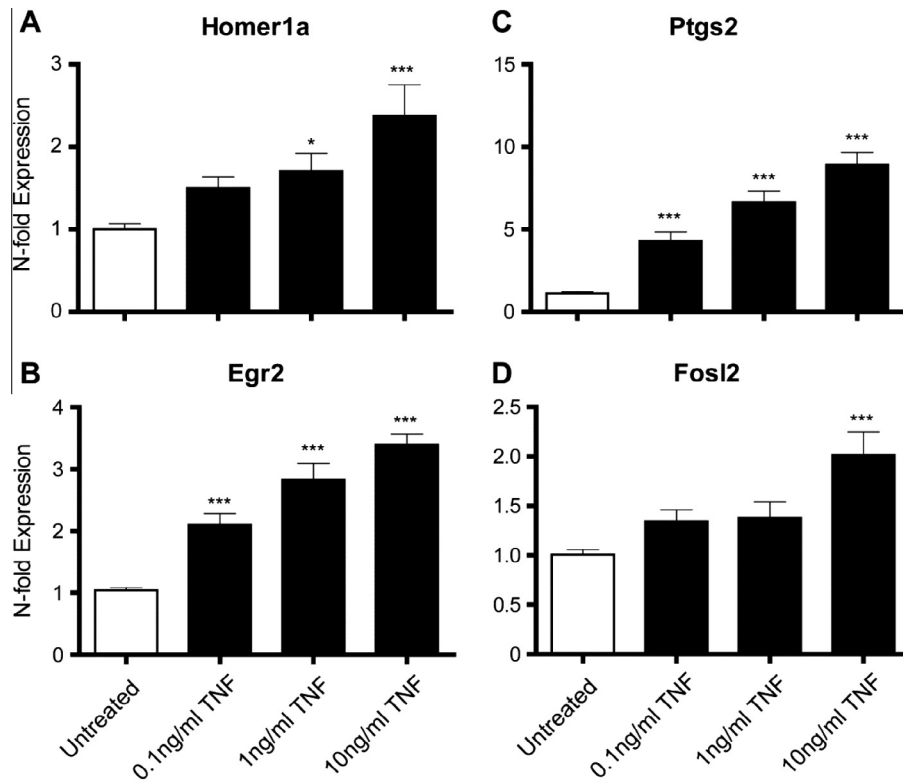 A
Homer1a
N-fold Expression
3
2
1
0
*
***
C
Ptgs2
15
10
5
0
***
***
***
B
Egr2
N-fold Expression
4
3
2
1
0
***
***
***
Untreated
0.1ng/ml TNF
1ng/ml TNF
10ng/ml TNF
D
Fosl2
2.5
2.0
1.5
1.0
0.5
0
***
Untreated
0.1ng/ml TNF
1ng/ml TNF
10ng/ml TNF